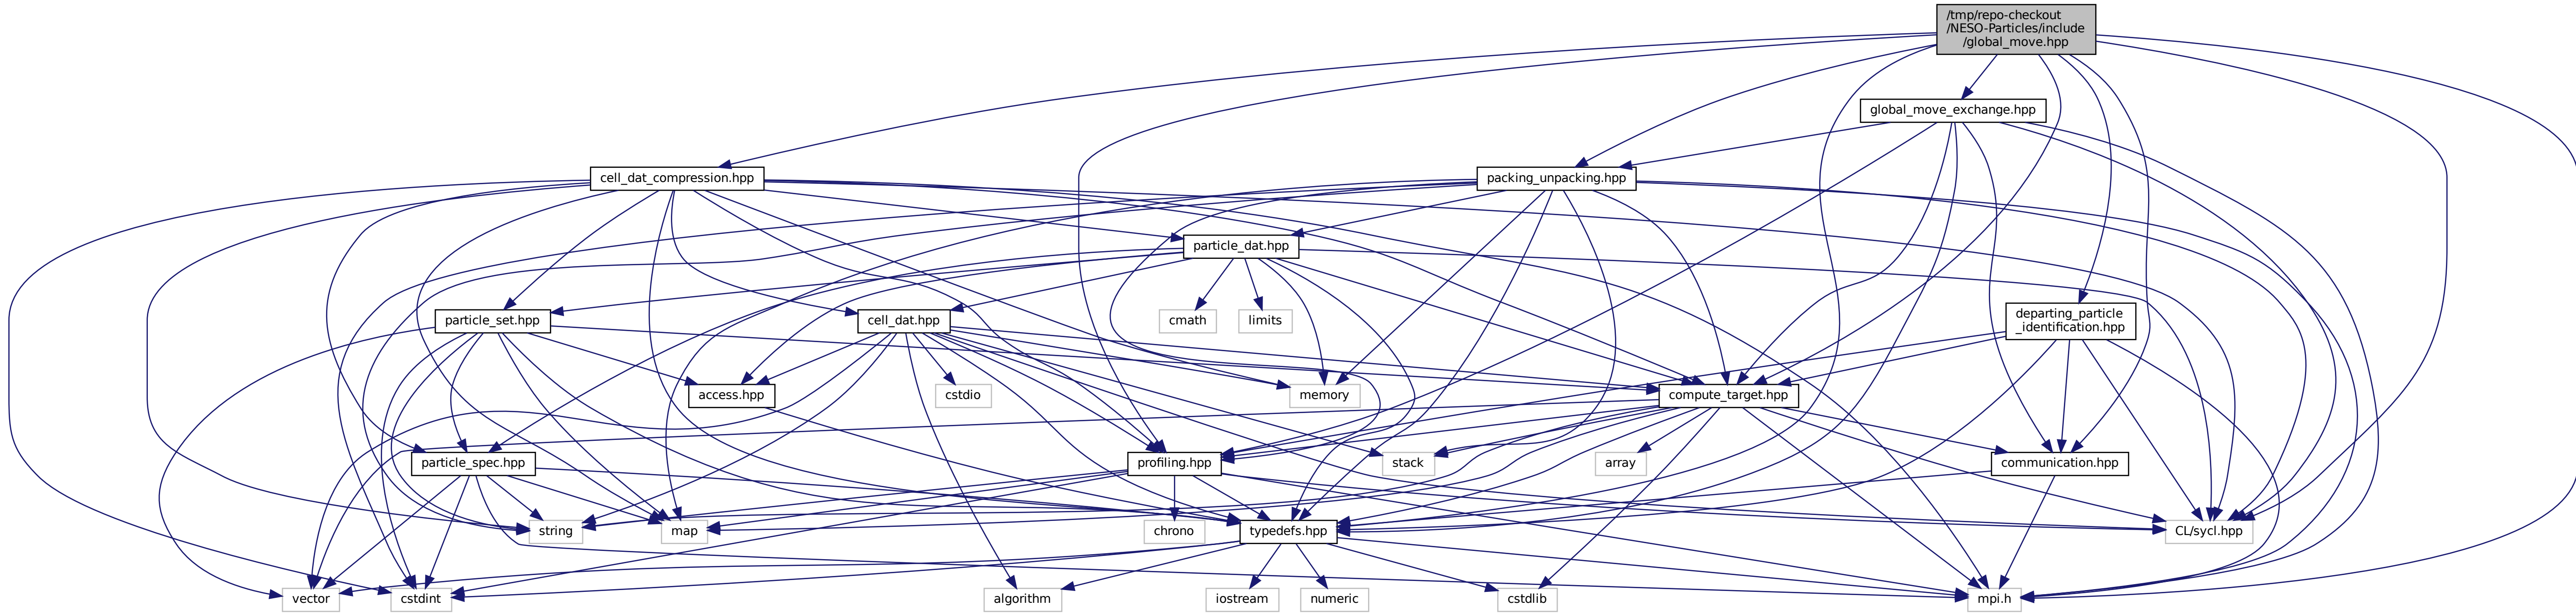 /tmp/repo-checkout
/NESO-Particles/include
/global_move.hpp
global_move_exchange.hpp
cell_dat_compression.hpp
packing_unpacking.hpp
particle_dat.hpp
particle_set.hpp
cell_dat.hpp
cmath
limits
departing_particle
_identification.hpp
access.hpp
cstdio
memory
compute_target.hpp
particle_spec.hpp
profiling.hpp
stack
array
communication.hpp
string
map
chrono
typedefs.hpp
CL/sycl.hpp
vector
cstdint
algorithm
iostream
numeric
cstdlib
mpi.h